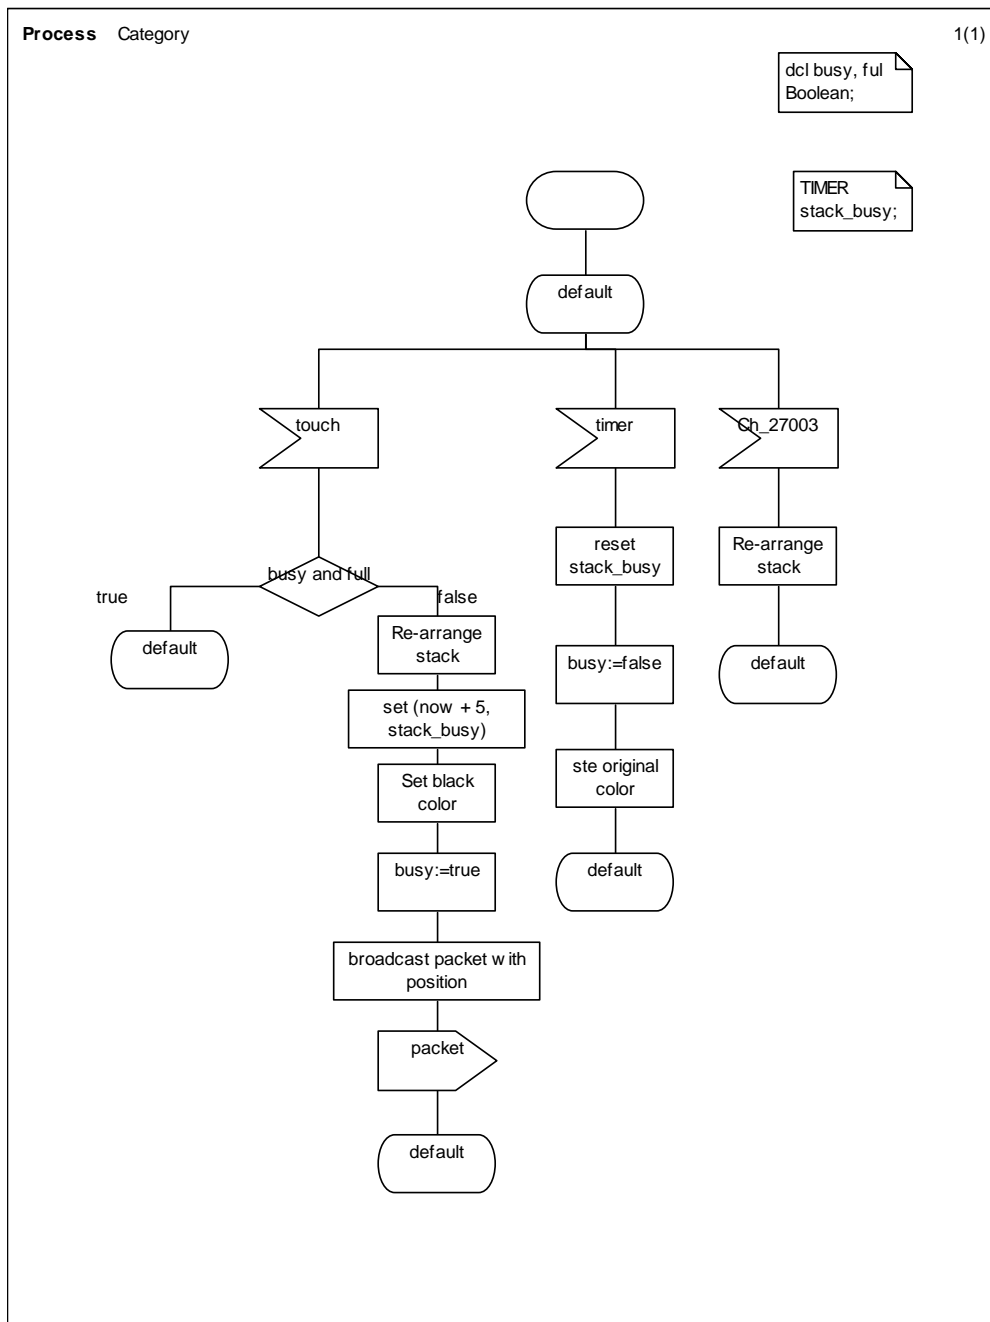 Process Category 1(1)
dcl busy, ful
Boolean;
TIMER
stack_busy;
default
touch
timer
Ch_27003
busy and full
true
false
default
Re-arrange
stack
set (now + 5,
stack_busy)
Set black
color
busy:=true
broadcast packet with
position
packet
default
reset
stack_busy
busy:=false
ste original
color
default
Re-arrange
stack
default